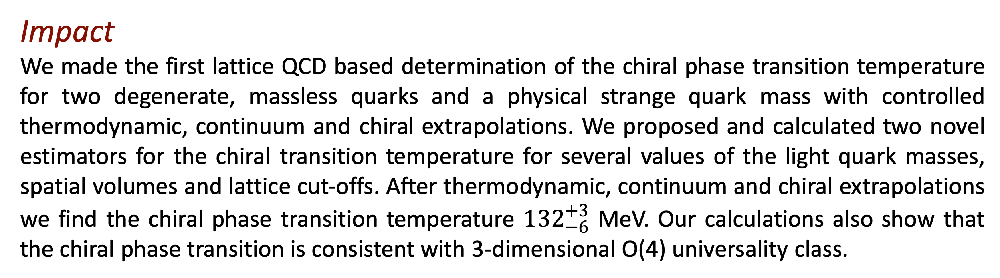 Impact
We made the first lattic QCD based determination of the chiral phase transition temperature
for two degenerate, massless quarks and a physical strange quark mass with controlled
thermodynamic, continuum and chiral extrapolations. We proposed and calculated two novel
estimators for the chiral transition temperature for several values of the light quark masses,
spatial volumes and lattice cut-offs. After thermodynamic, continuum and chiral extrapolations
we find the chiral phase transition temperature 132⁺³₋₆ MeV. Our calculations also show that
the chiral phase transition is consistent with 3-dimensional O(4) universality class.